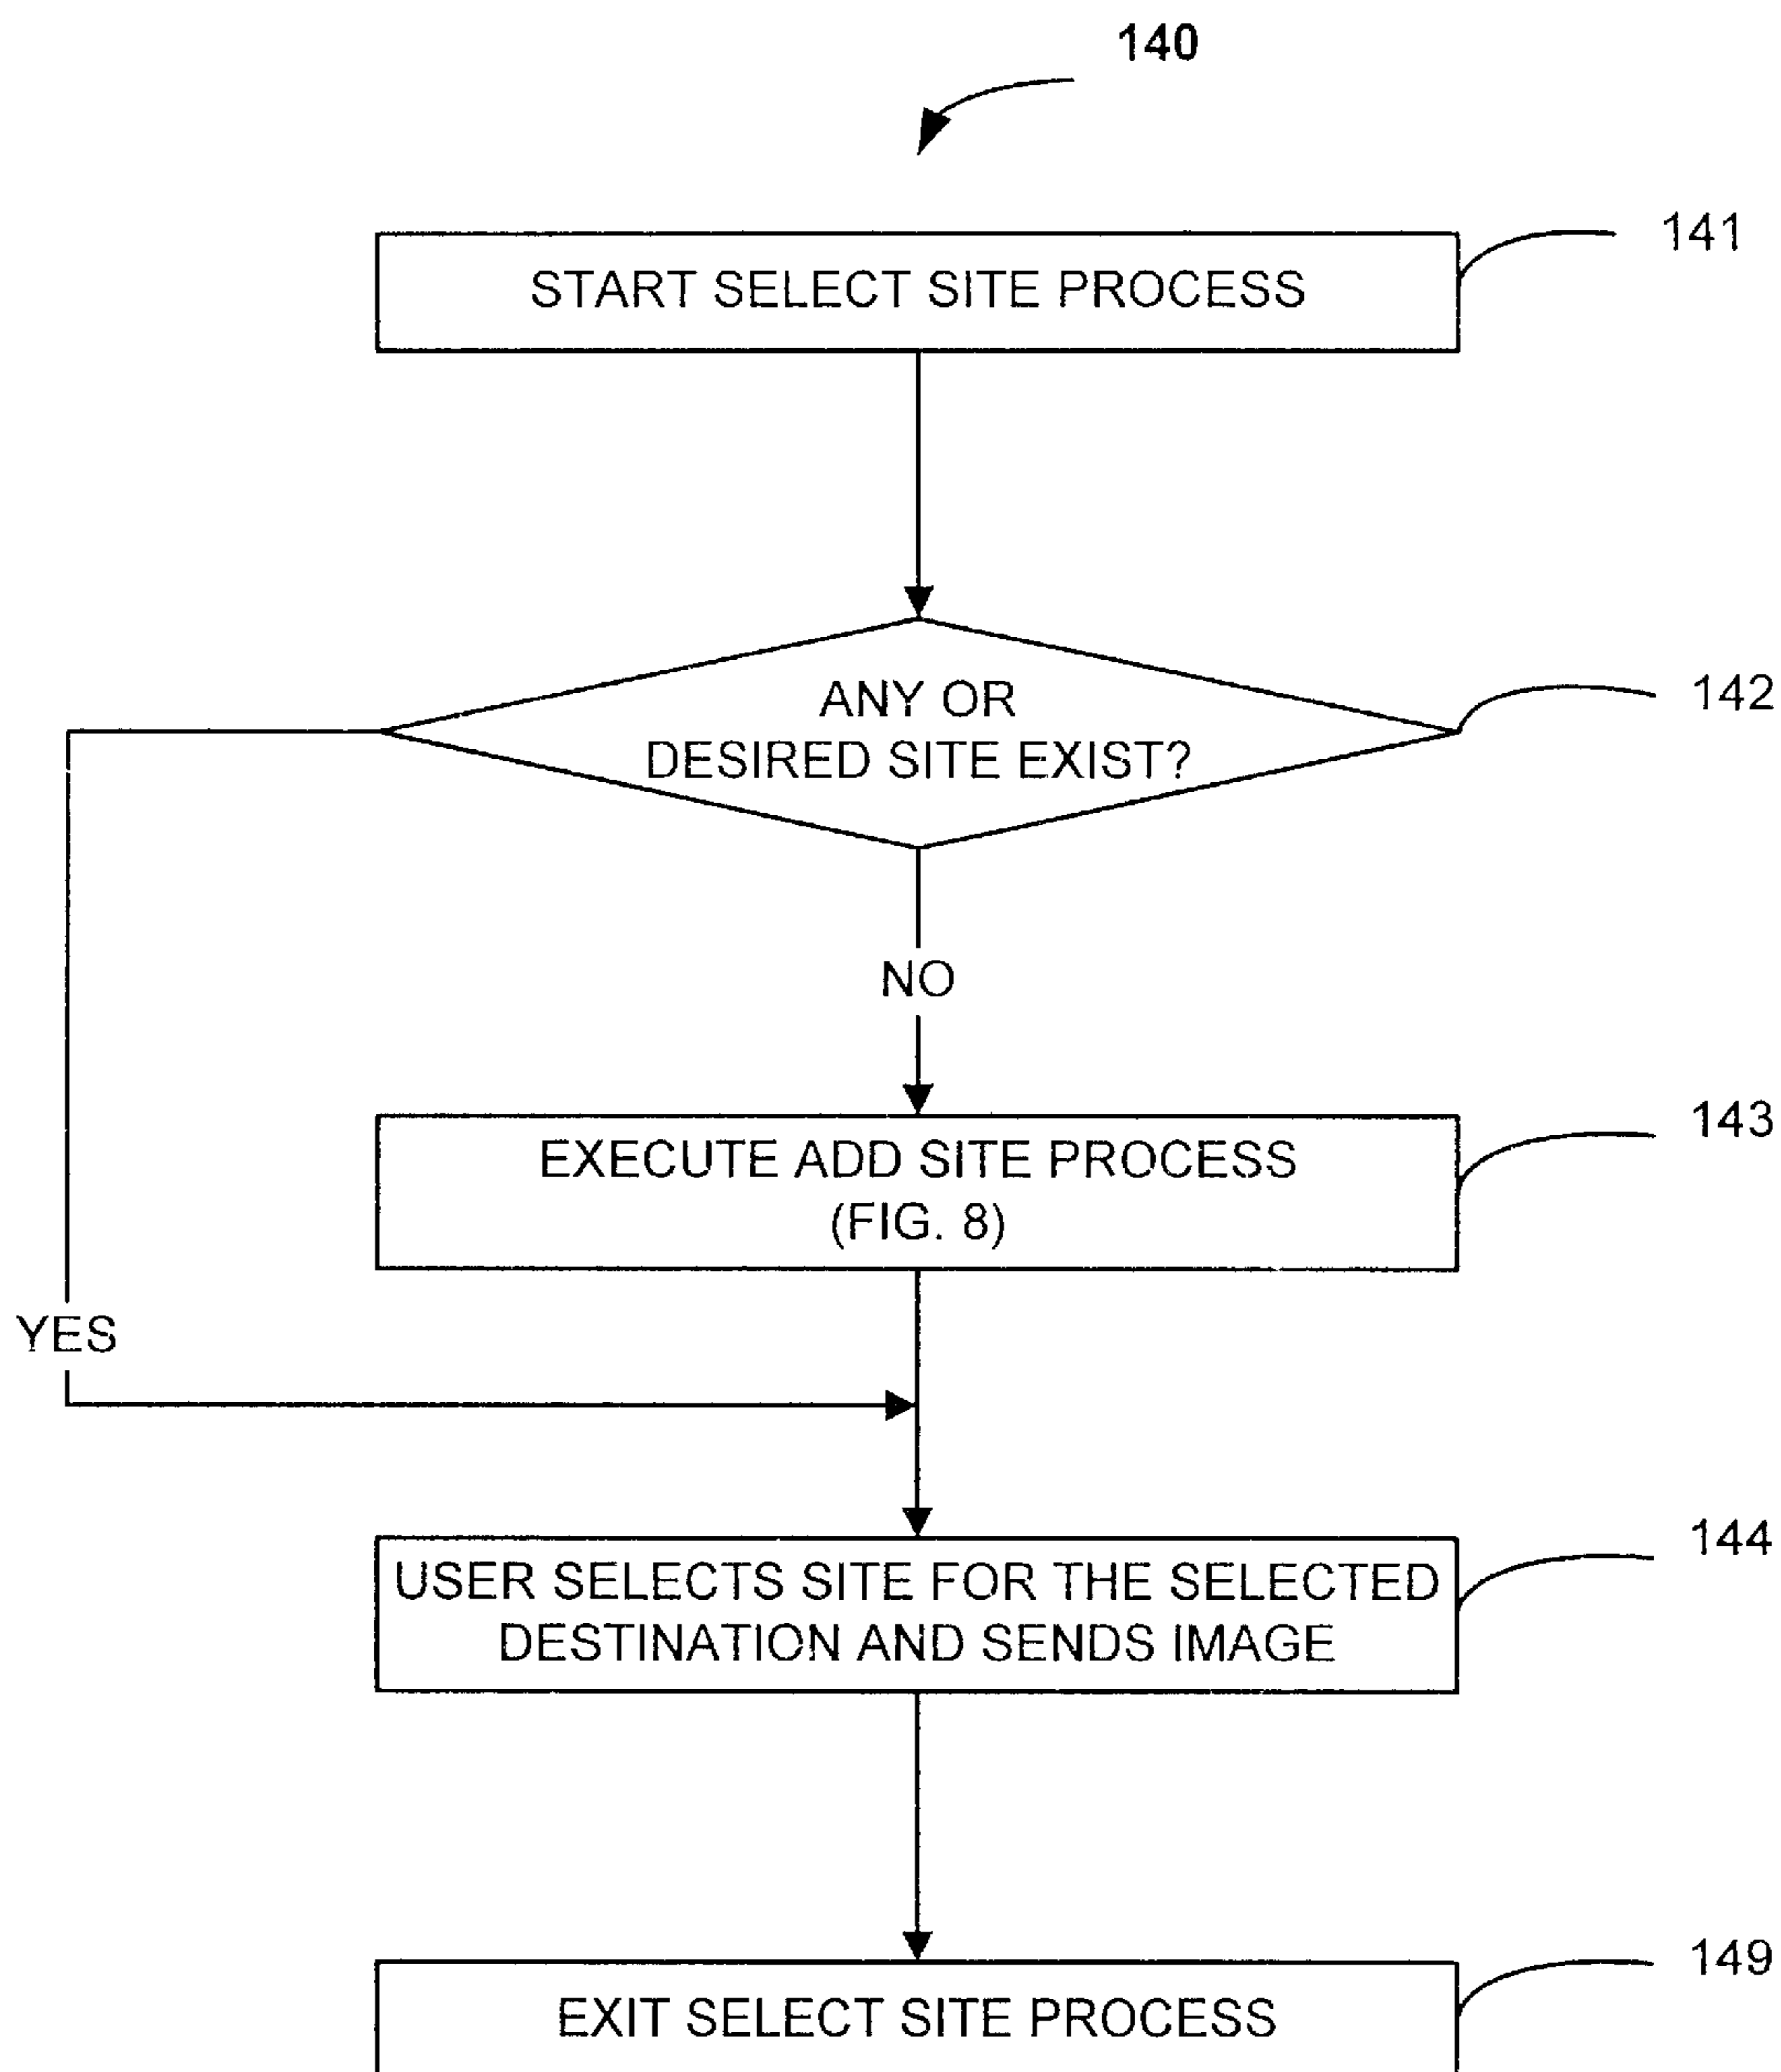 140
START SELECT SITE PROCESS
141
ANY OR
DESIRED SITE EXIST?
142
NO
EXECUTE ADD SITE PROCESS
(FIG. 8)
143
YES
USER SELECTS SITE FOR THE SELECTED
DESTINATION AND SENDS IMAGE
144
EXIT SELECT SITE PROCESS
149